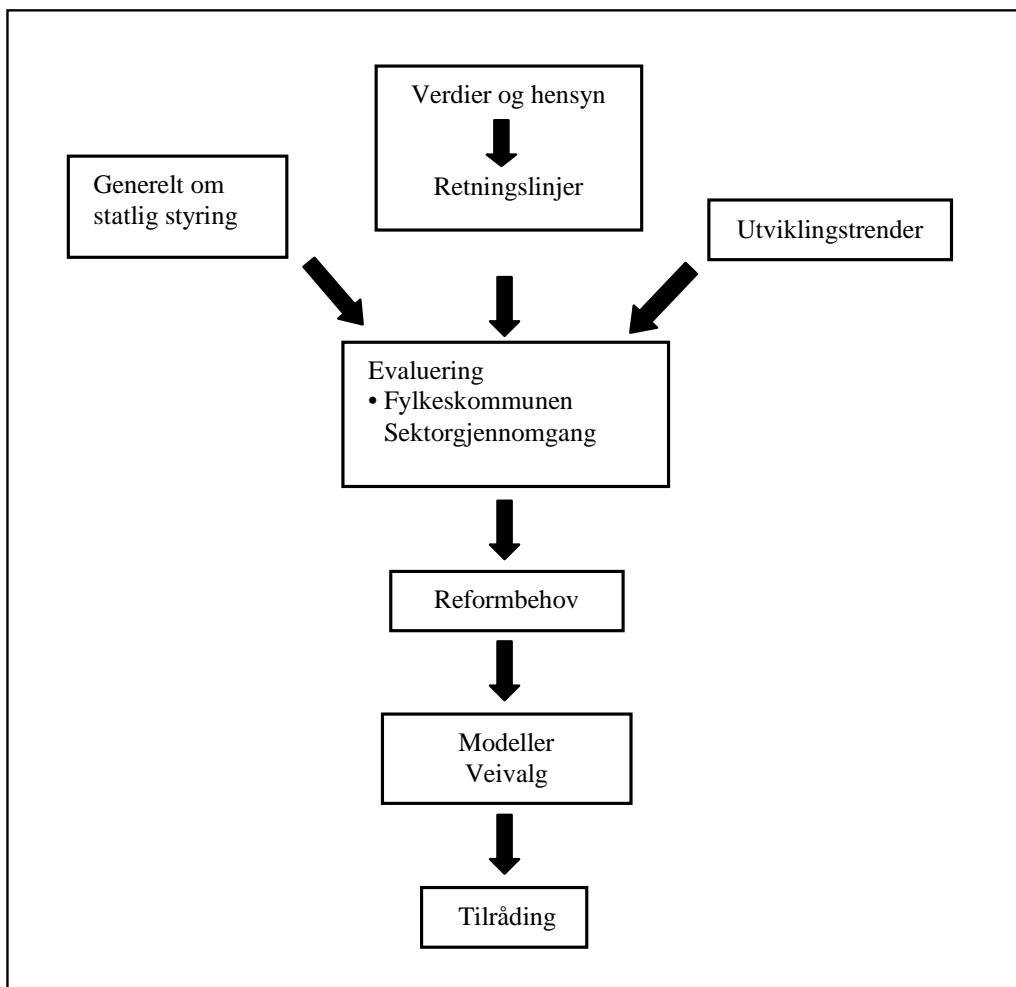 Verdier og hensyn
Retningslinjer
Generelt om
statlig styring
Utviklingstrender
Evaluering
• Fylkeskommunen
Sektorgjennomgang
Reformbehov
Modeller
Veivalg
Tilråding